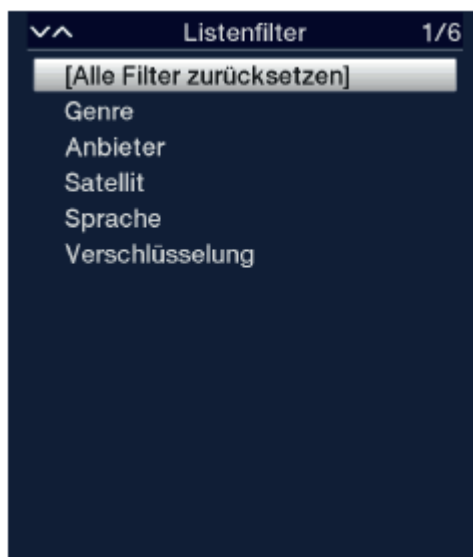 Listenfilter 1/6
[Alle Filter zurücksetzen]
Genre
Anbieter
Satellit
Sprache
Verschlüsselung